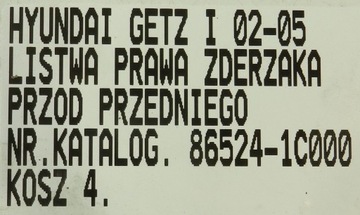 HYUNDAI GETZ I 02-05
LISTWA PRAWA ZDERZAKA
PRZOD PRZEDNIEGO
NR.KATALOG. 86524-1C000
KOSZ 4.